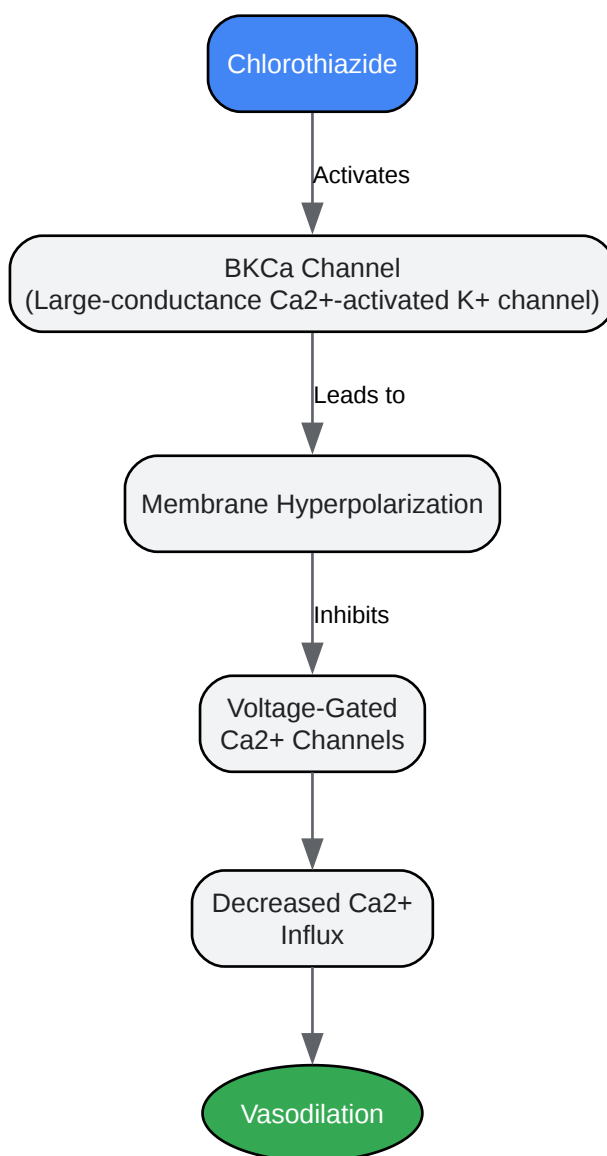 Chlorothiazide
Activates
BKCa Channel
(Large-conductance Ca2+-activated K+ channel)
Leads to
Membrane Hyperpolarization
Inhibits
Voltage-Gated
Ca2+ Channels
Decreased Ca2+
Influx
Vasodilation